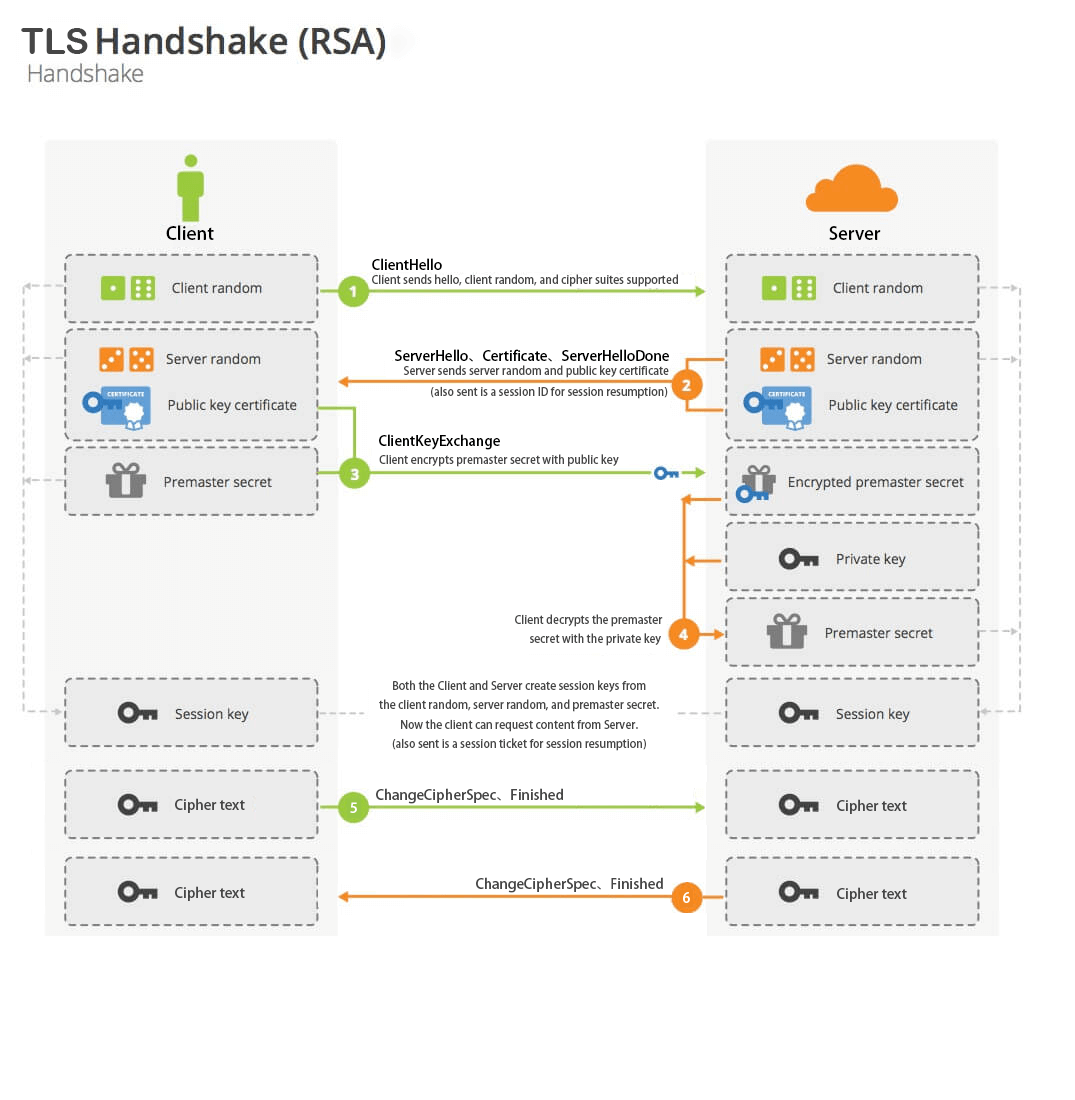 TLS Handshake (RSA)
Handshake
Client
Server
ClientHello
Client sends hello, client random, and cipher suites supported
1
Client random
Client random
Server random
Public key certificate
CERTIFICATE
ServerHello、Certificate、ServerHelloDone
Server sends server random and public key certificate
(also sent is a session ID for session resumption)
2
Server random
Public key certificate
CERTIFICATE
ClientKeyExchange
Client encrypts premaster secret with public key
3
Premaster secret
Encrypted premaster secret
Private key
Client decrypts the premaster
secret with the private key
4
Premaster secret
Both the Client and Server create session keys from
the client random, server random, and premaster secret.
Now the client can request content from Server.
(also sent is a session ticket for session resumption)
Session key
Session key
Cipher text
5
ChangeCipherSpec、Finished
Cipher text
Cipher text
ChangeCipherSpec、Finished
6
Cipher text